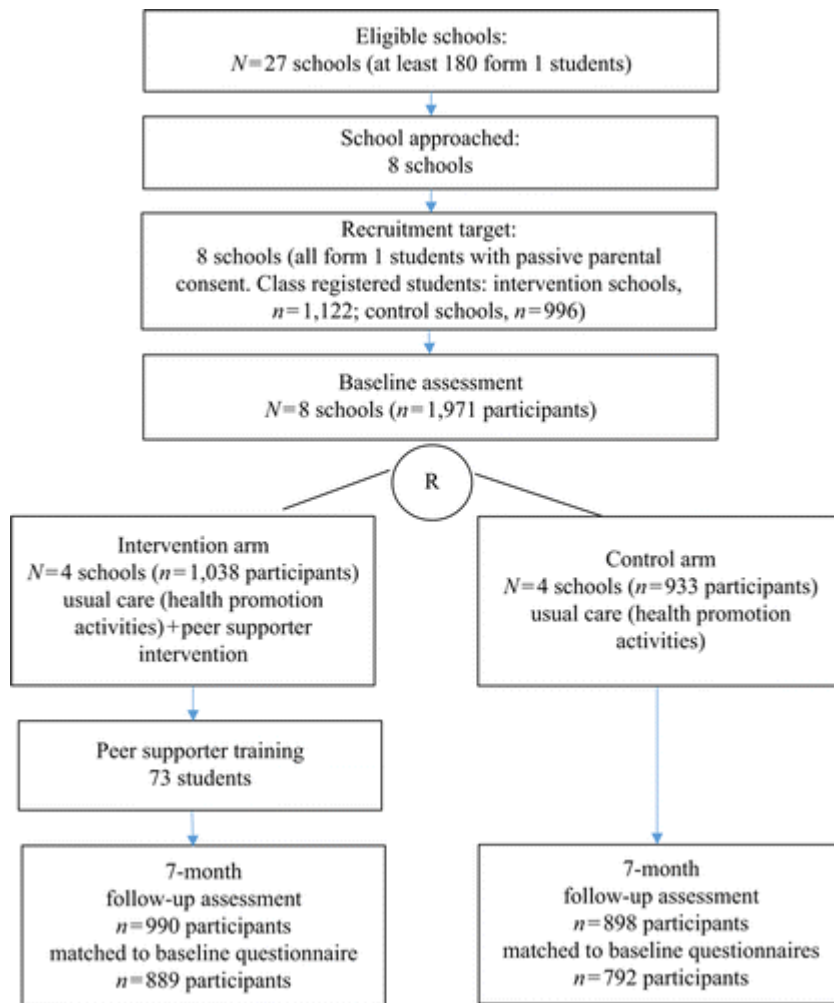 Eligible schools:
N=27 schools (at least 180 form 1 students)
School approached:
8 schools
Recruitment target:
8 schools (all form 1 students with passive parental
consent. Class registered students: intervention schools,
n=1,122; control schools, n=996)
Baseline assessment
N=8 schools (n=1,971 participants)
R
Intervention arm
N=4 schools (n=1,038 participants)
usual care (health promotion
activities)+peer supporter
intervention
Control arm
N=4 schools (n=933 participants)
usual care (health promotion
activities)
Peer supporter training
73 students
7-month
follow-up assessment
n=990 participants
matched to baseline questionnaire
n=889 participants
7-month
follow-up assessment
n=898 participants
matched to baseline questionnaires
n=792 participants